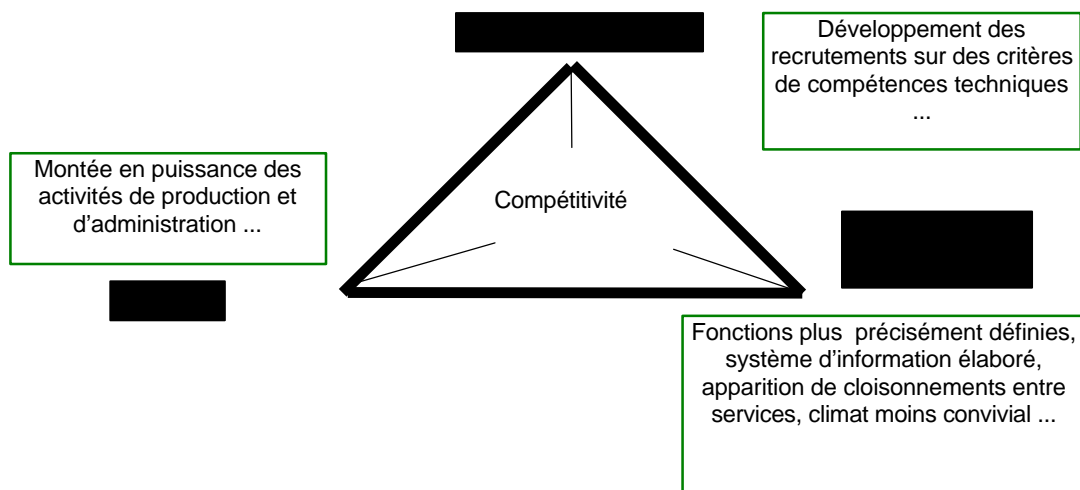 Développement des
recrutements sur des critères
de compétences techniques
...
Montée en puissance des
activités de production et
d’administration ...
Compétitivité
Fonctions plus  précisément définies,
système d’information élaboré,
apparition de cloisonnements entre
services, climat moins convivial ...